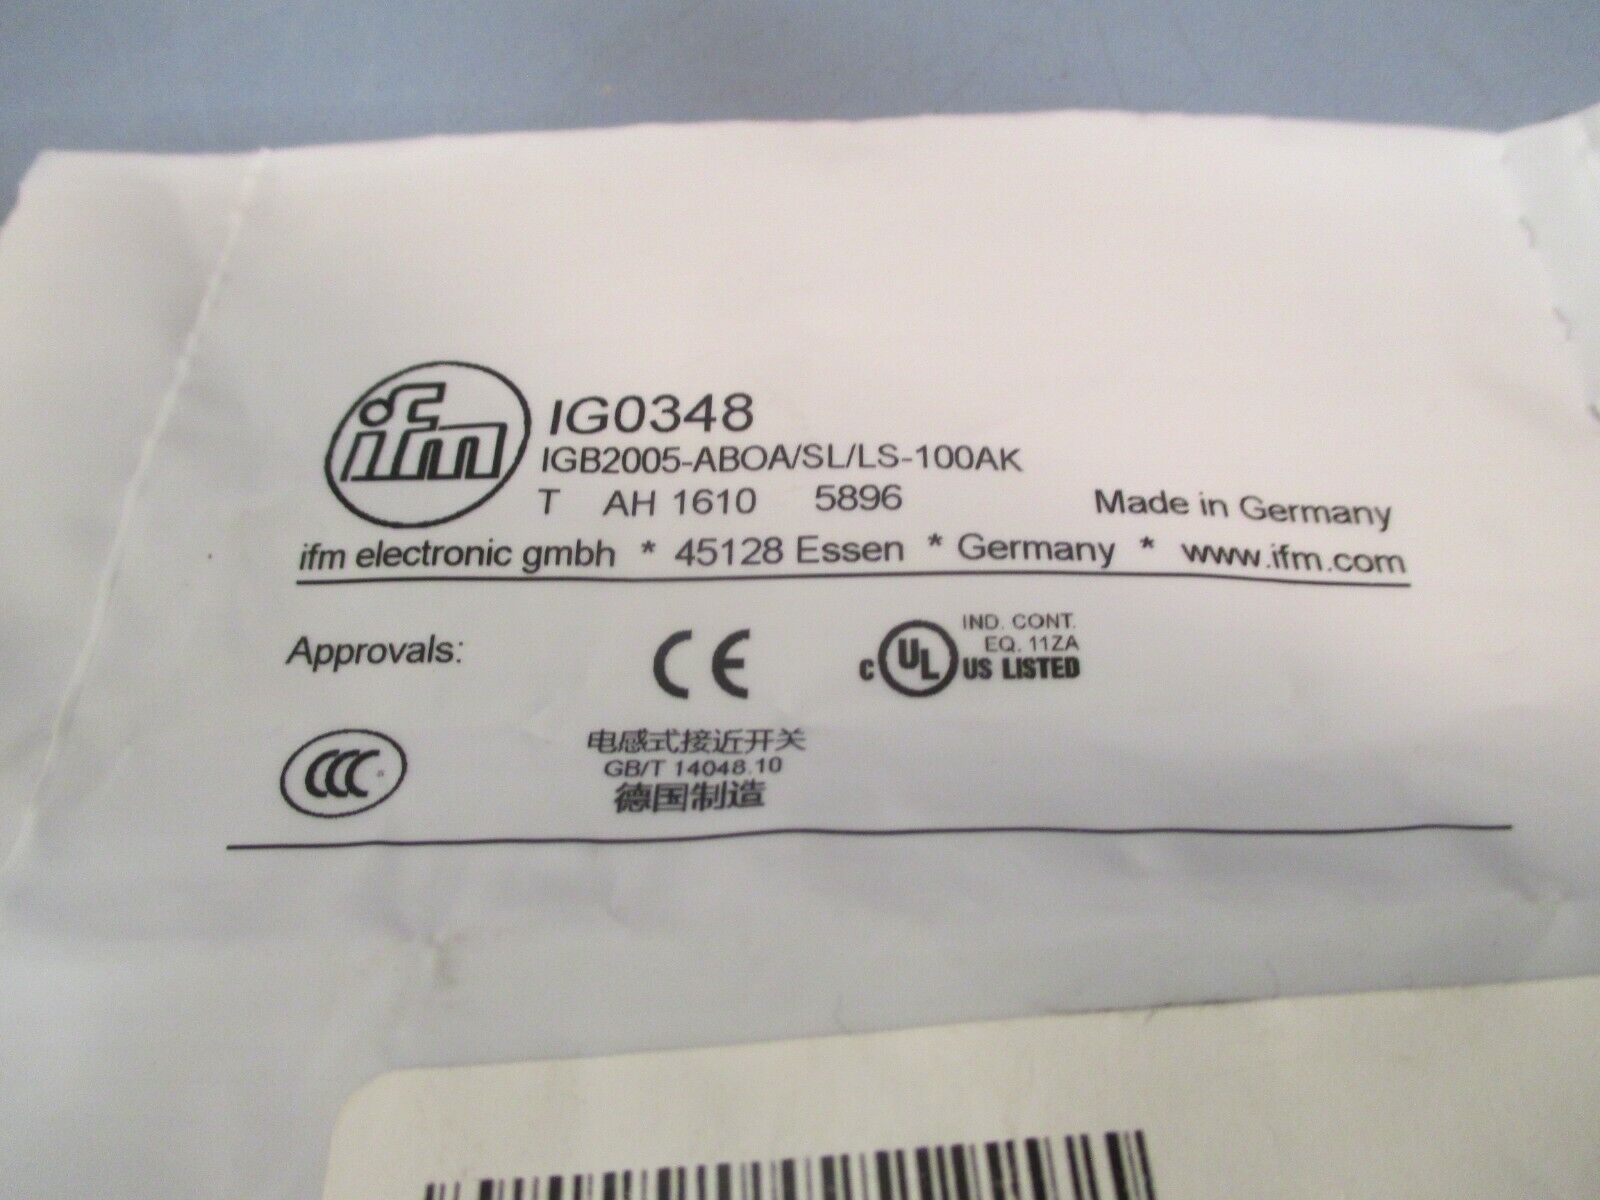 ifm
IG0348
IGB2005-ABOA/SL/LS-100AK
T AH 1610 5896 Made in Germany
ifm electronic gmbh * 45128 Essen * Germany * www.ifm.com
Approvals: CE c UL US LISTED
IND. CONT.
EQ. 11ZA
CCC
电感式接近开关
GB/T 14048.10
德国制造